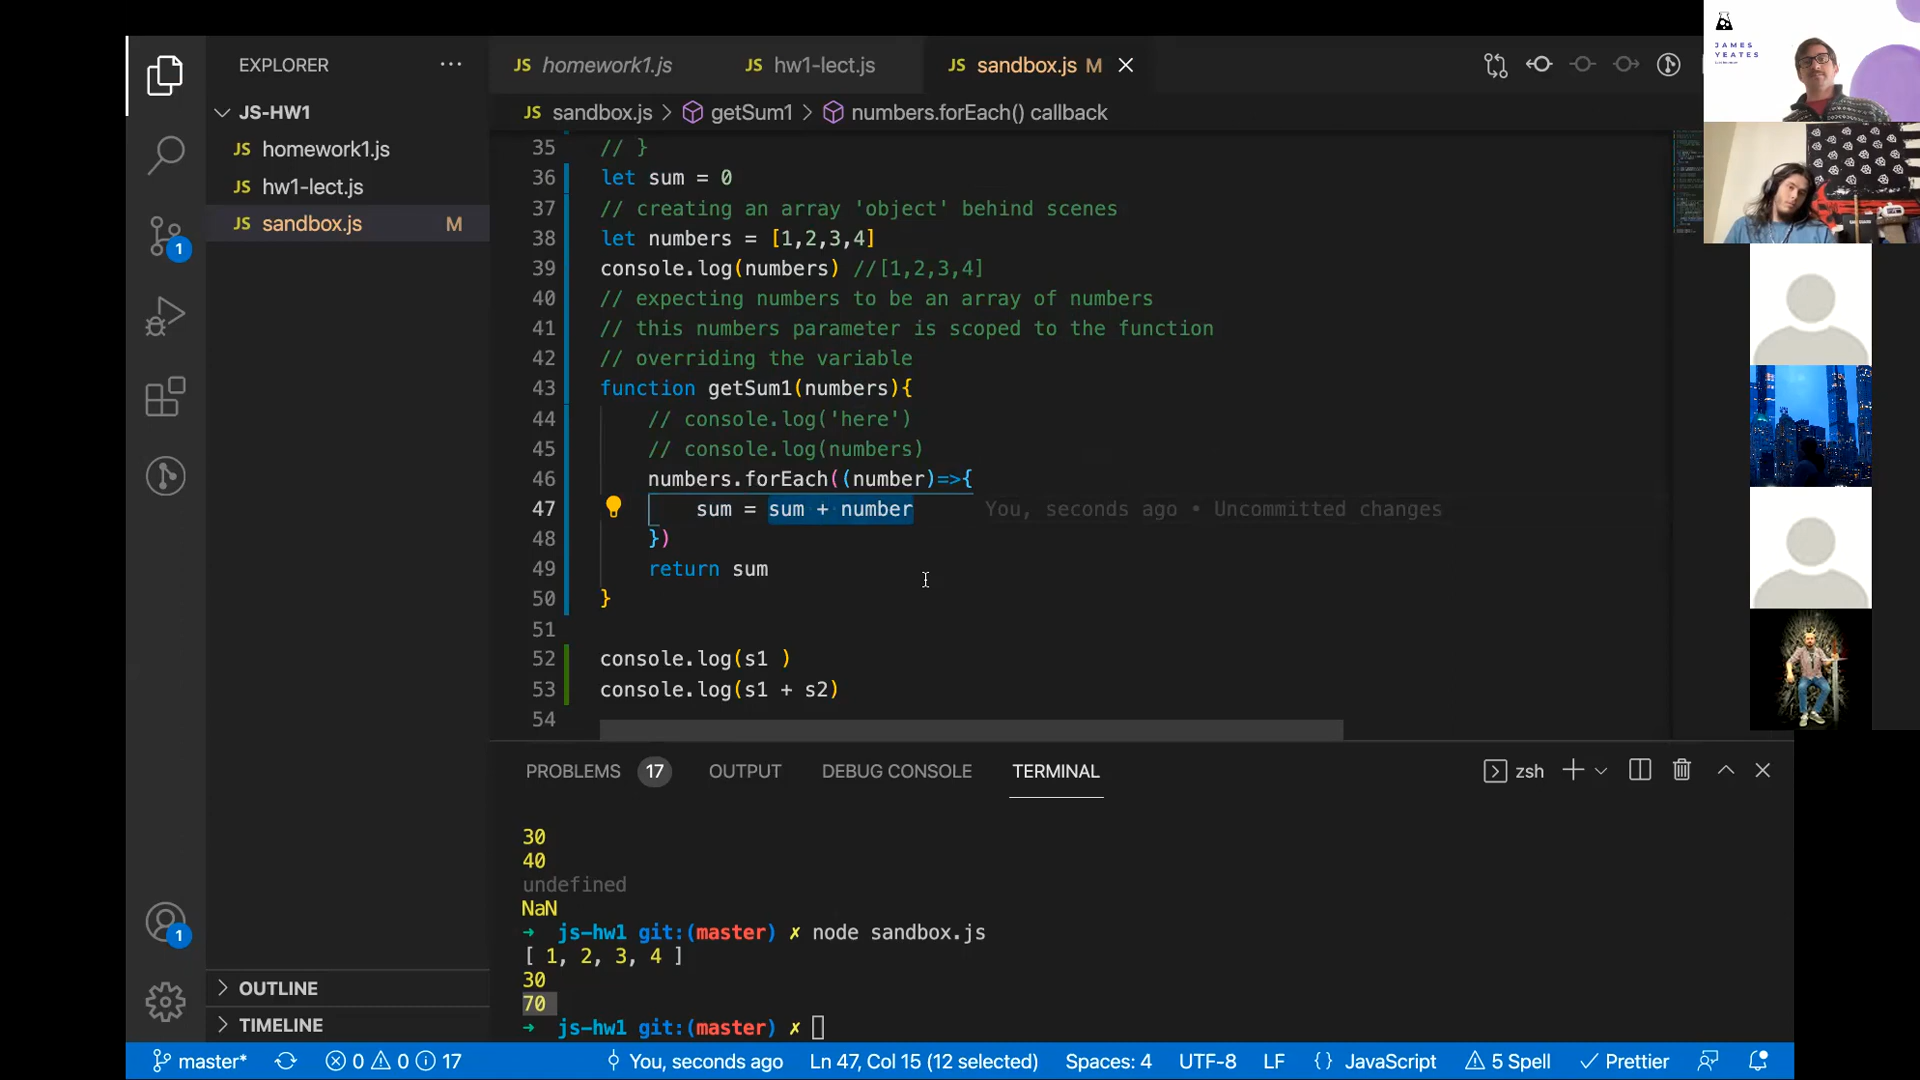 EXPLORER
JS-HW1
JS homework1.js
JS hw1-lect.js
JS sandbox.js M
OUTLINE
TIMELINE
JS homework1.js
JS hw1-lect.js
JS sandbox.js M
JS sandbox.js > getSum1 > numbers.forEach() callback
35 // }
36 let sum = 0
37 // creating an array 'object' behind scenes
38 let numbers = [1,2,3,4]
39 console.log(numbers) //[1,2,3,4]
40 // expecting numbers to be an array of numbers
41 // this numbers parameter is scoped to the function
42 // overriding the variable
43 function getSum1(numbers){
44 // console.log('here')
45 // console.log(numbers)
46 numbers.forEach((number)=>{
47 sum = sum + number You, seconds ago • Uncommitted changes
48 })
49 return sum
50 }
51
52 console.log(s1 )
53 console.log(s1 + s2)
54
PROBLEMS 17 OUTPUT DEBUG CONSOLE TERMINAL
zsh
30
40
undefined
NaN
➜ js-hw1 git:(master) ✗ node sandbox.js
[ 1, 2, 3, 4 ]
30
70
➜ js-hw1 git:(master) ✗
1
1
master* 0 0 17 You, seconds ago Ln 47, Col 15 (12 selected) Spaces: 4 UTF-8 LF {} JavaScript 5 Spell ✓ Prettier
JAMES
YEATES